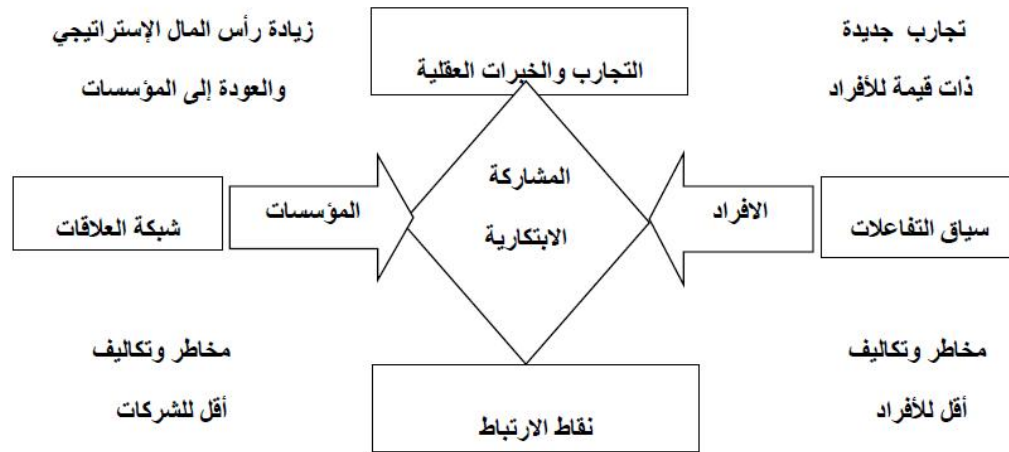 تجارب جديدة
ذات قيمة للأفراد
التجارب والخبرات العقلية
زيادة رأس المال الإستراتيجي
والعودة إلى المؤسسات
سياق التفاعلات
الافراد
المشاركة
الابتكارية
المؤسسات
شبكة العلاقات
مخاطر وتكاليف
أقل للأفراد
نقاط الارتباط
مخاطر وتكاليف
أقل للشركات